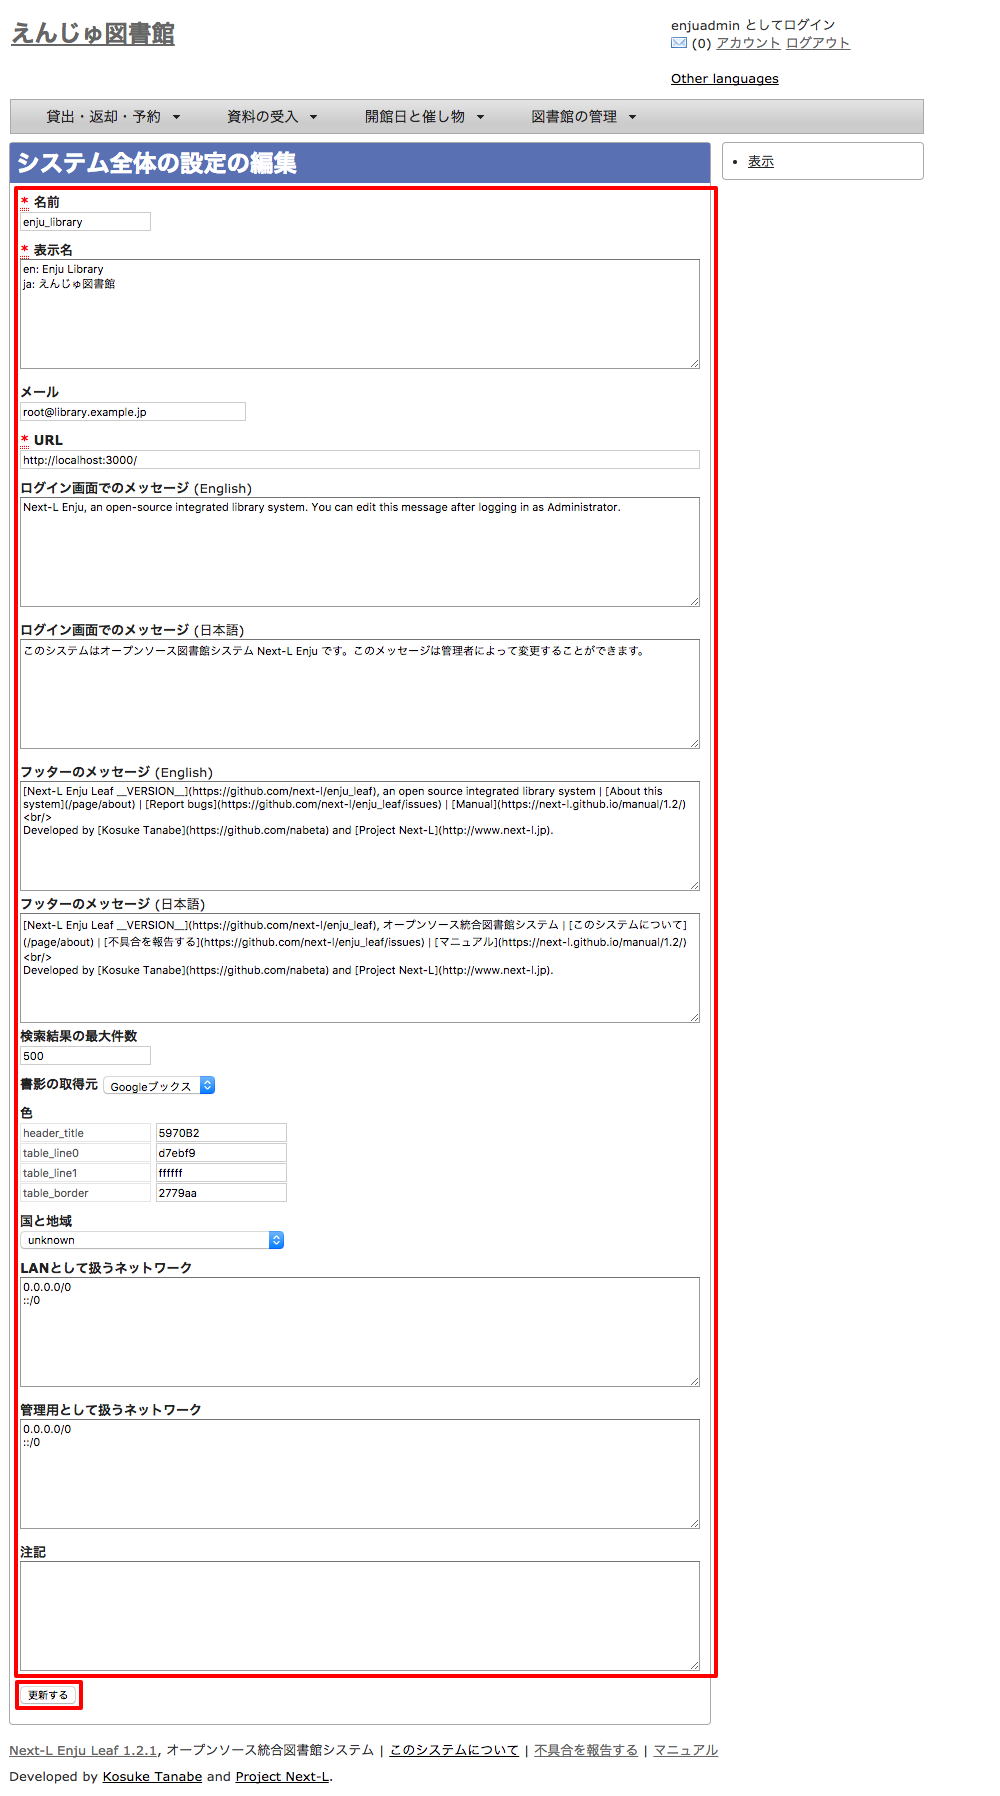 えんじゅ図書館
enjuadmin としてログイン
(0) アカウント ログアウト
Other languages
貸出・返却・予約 資料の受入 開館日と催し物 図書館の管理
システム全体の設定の編集
• 表示
* 名前
enju_library
* 表示名
en: Enju Library
ja: えんじゅ図書館
メール
root@library.example.jp
* URL
http://localhost:3000/
ログイン画面でのメッセージ (English)
Next-L Enju, an open-source integrated library system. You can edit this message after logging in as Administrator.
ログイン画面でのメッセージ (日本語)
このシステムはオープンソース図書館システム Next-L Enju です。このメッセージは管理者によって変更することができます。
フッターのメッセージ (English)
[Next-L Enju Leaf __VERSION__](https://github.com/next-l/enju_leaf), an open source integrated library system | [About this
system](/page/about) | [Report bugs](https://github.com/next-l/enju_leaf/issues) | [Manual](https://next-l.github.io/manual/1.2/)
<br/>
Developed by [Kosuke Tanabe](https://github.com/nabeta) and [Project Next-L](http://www.next-l.jp).
フッターのメッセージ (日本語)
[Next-L Enju Leaf __VERSION__](https://github.com/next-l/enju_leaf), オープンソース統合図書館システム | [このシステムについて]
(/page/about) | [不具合を報告する](https://github.com/next-l/enju_leaf/issues) | [マニュアル](https://next-l.github.io/manual/1.2/)
<br/>
Developed by [Kosuke Tanabe](https://github.com/nabeta) and [Project Next-L](http://www.next-l.jp).
検索結果の最大件数
500
書影の取得元 Googleブックス
色
header_title 5970B2
table_line0 d7ebf9
table_line1 ffffff
table_border 2779aa
国と地域
unknown
LANとして扱うネットワーク
0.0.0.0/0
::/0
管理用として扱うネットワーク
0.0.0.0/0
::/0
注記
更新する
Next-L Enju Leaf 1.2.1, オープンソース統合図書館システム | このシステムについて | 不具合を報告する | マニュアル
Developed by Kosuke Tanabe and Project Next-L.